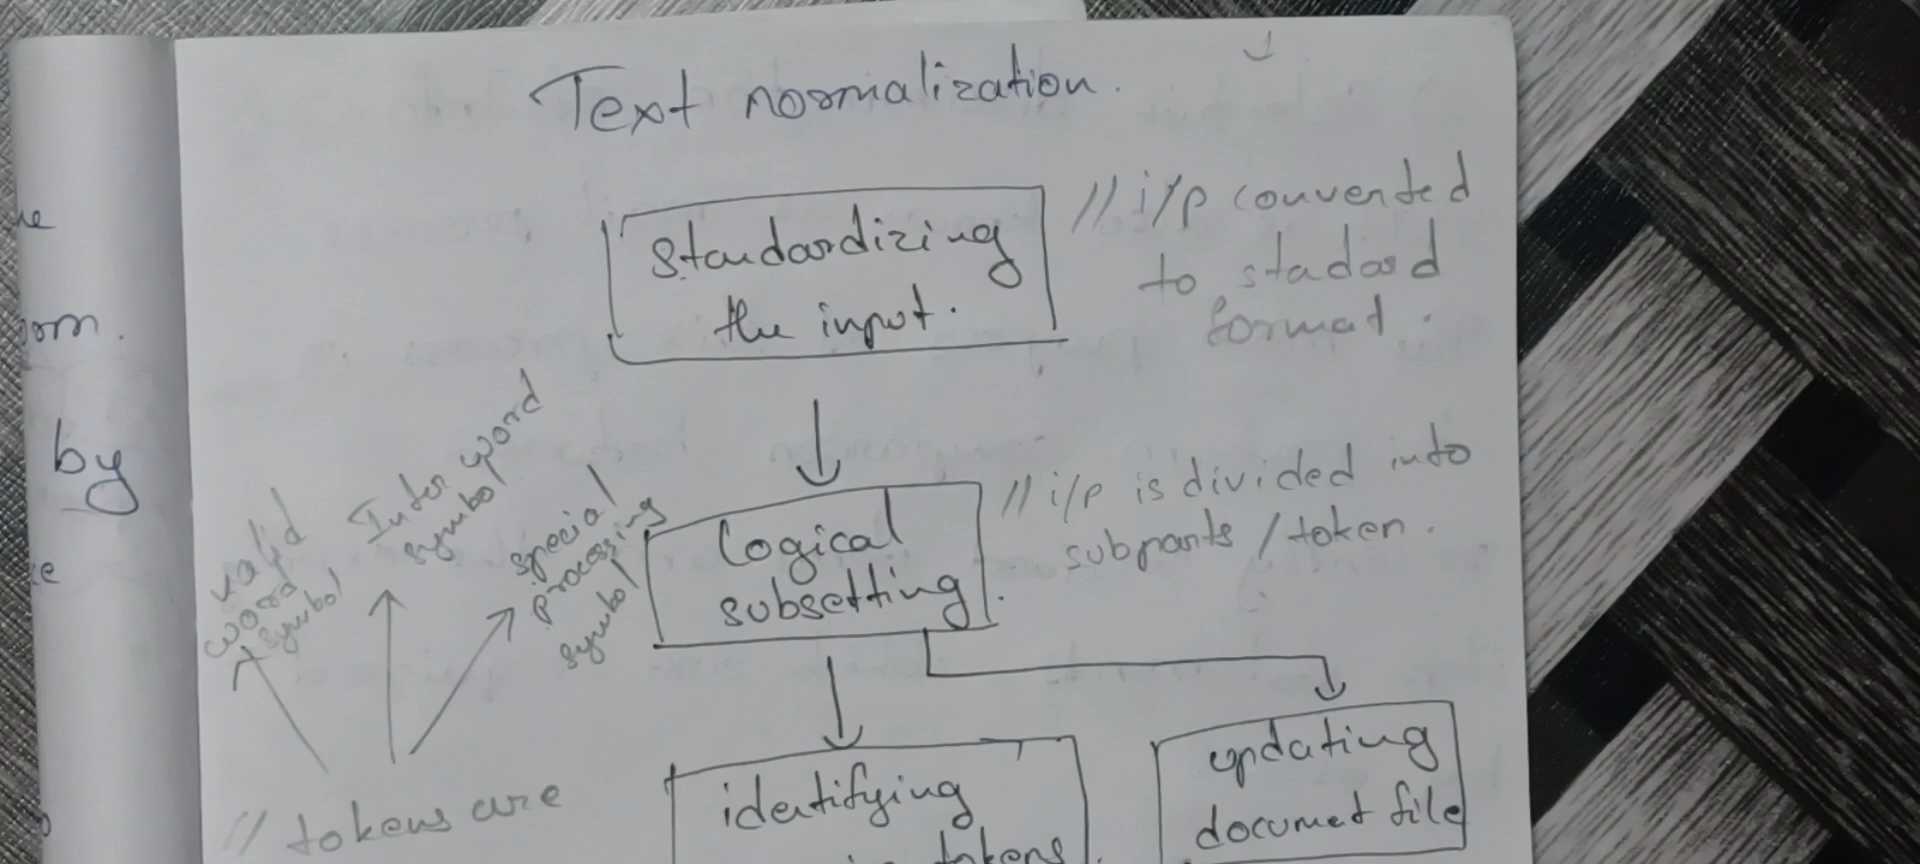 Text normalization.
Standardizing
the input.
// i/p converted
to stadard
format.
Logical
subsetting.
// i/p is divided into
subparts / token.
valid
word
symbol
Inter word
symbol
special
processing
symbol
// tokens are
identifying
tokens
updating
document file
by